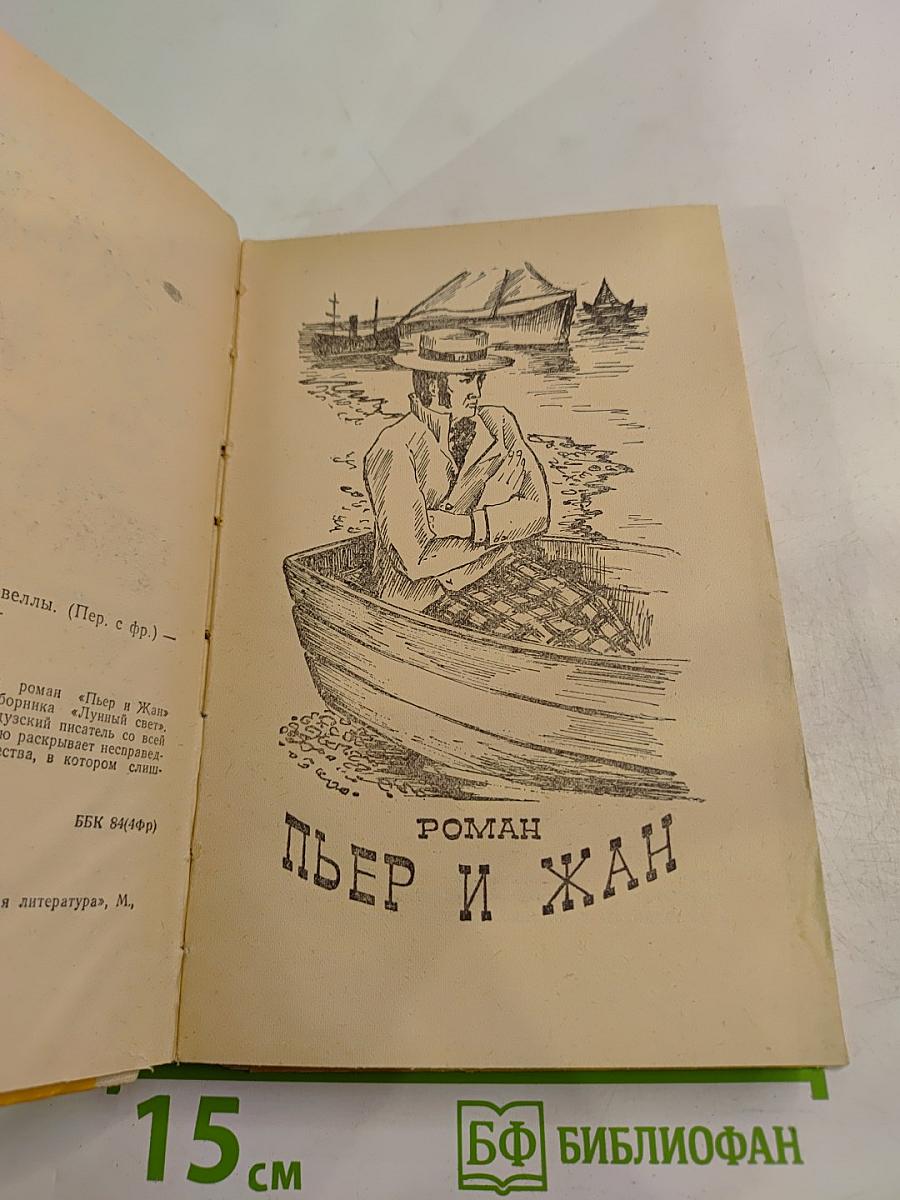 веллы. (Пер. с фр.) —
роман «Пьер и Жан»
борника «Лунный свет».
узский писатель со всей
ю раскрывает несправед-
ества, в котором слиш-
ББК 84(4Фр)
я литература», М.,
РОМАН
ПЬЕР И ЖАН
15 см
БФ БИБЛИОФАН